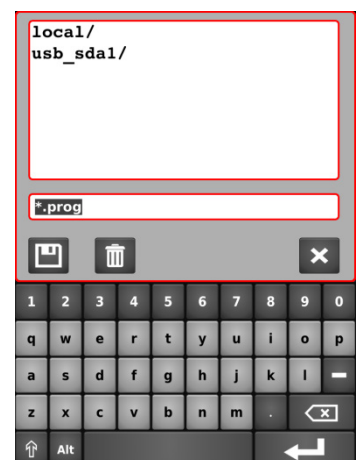 local/
usb_sda1/
*.prog
1 2 3 4 5 6 7 8 9 0
q w e r t y u i o p
a s d f g h j k l -
z x c v b n m .
Alt